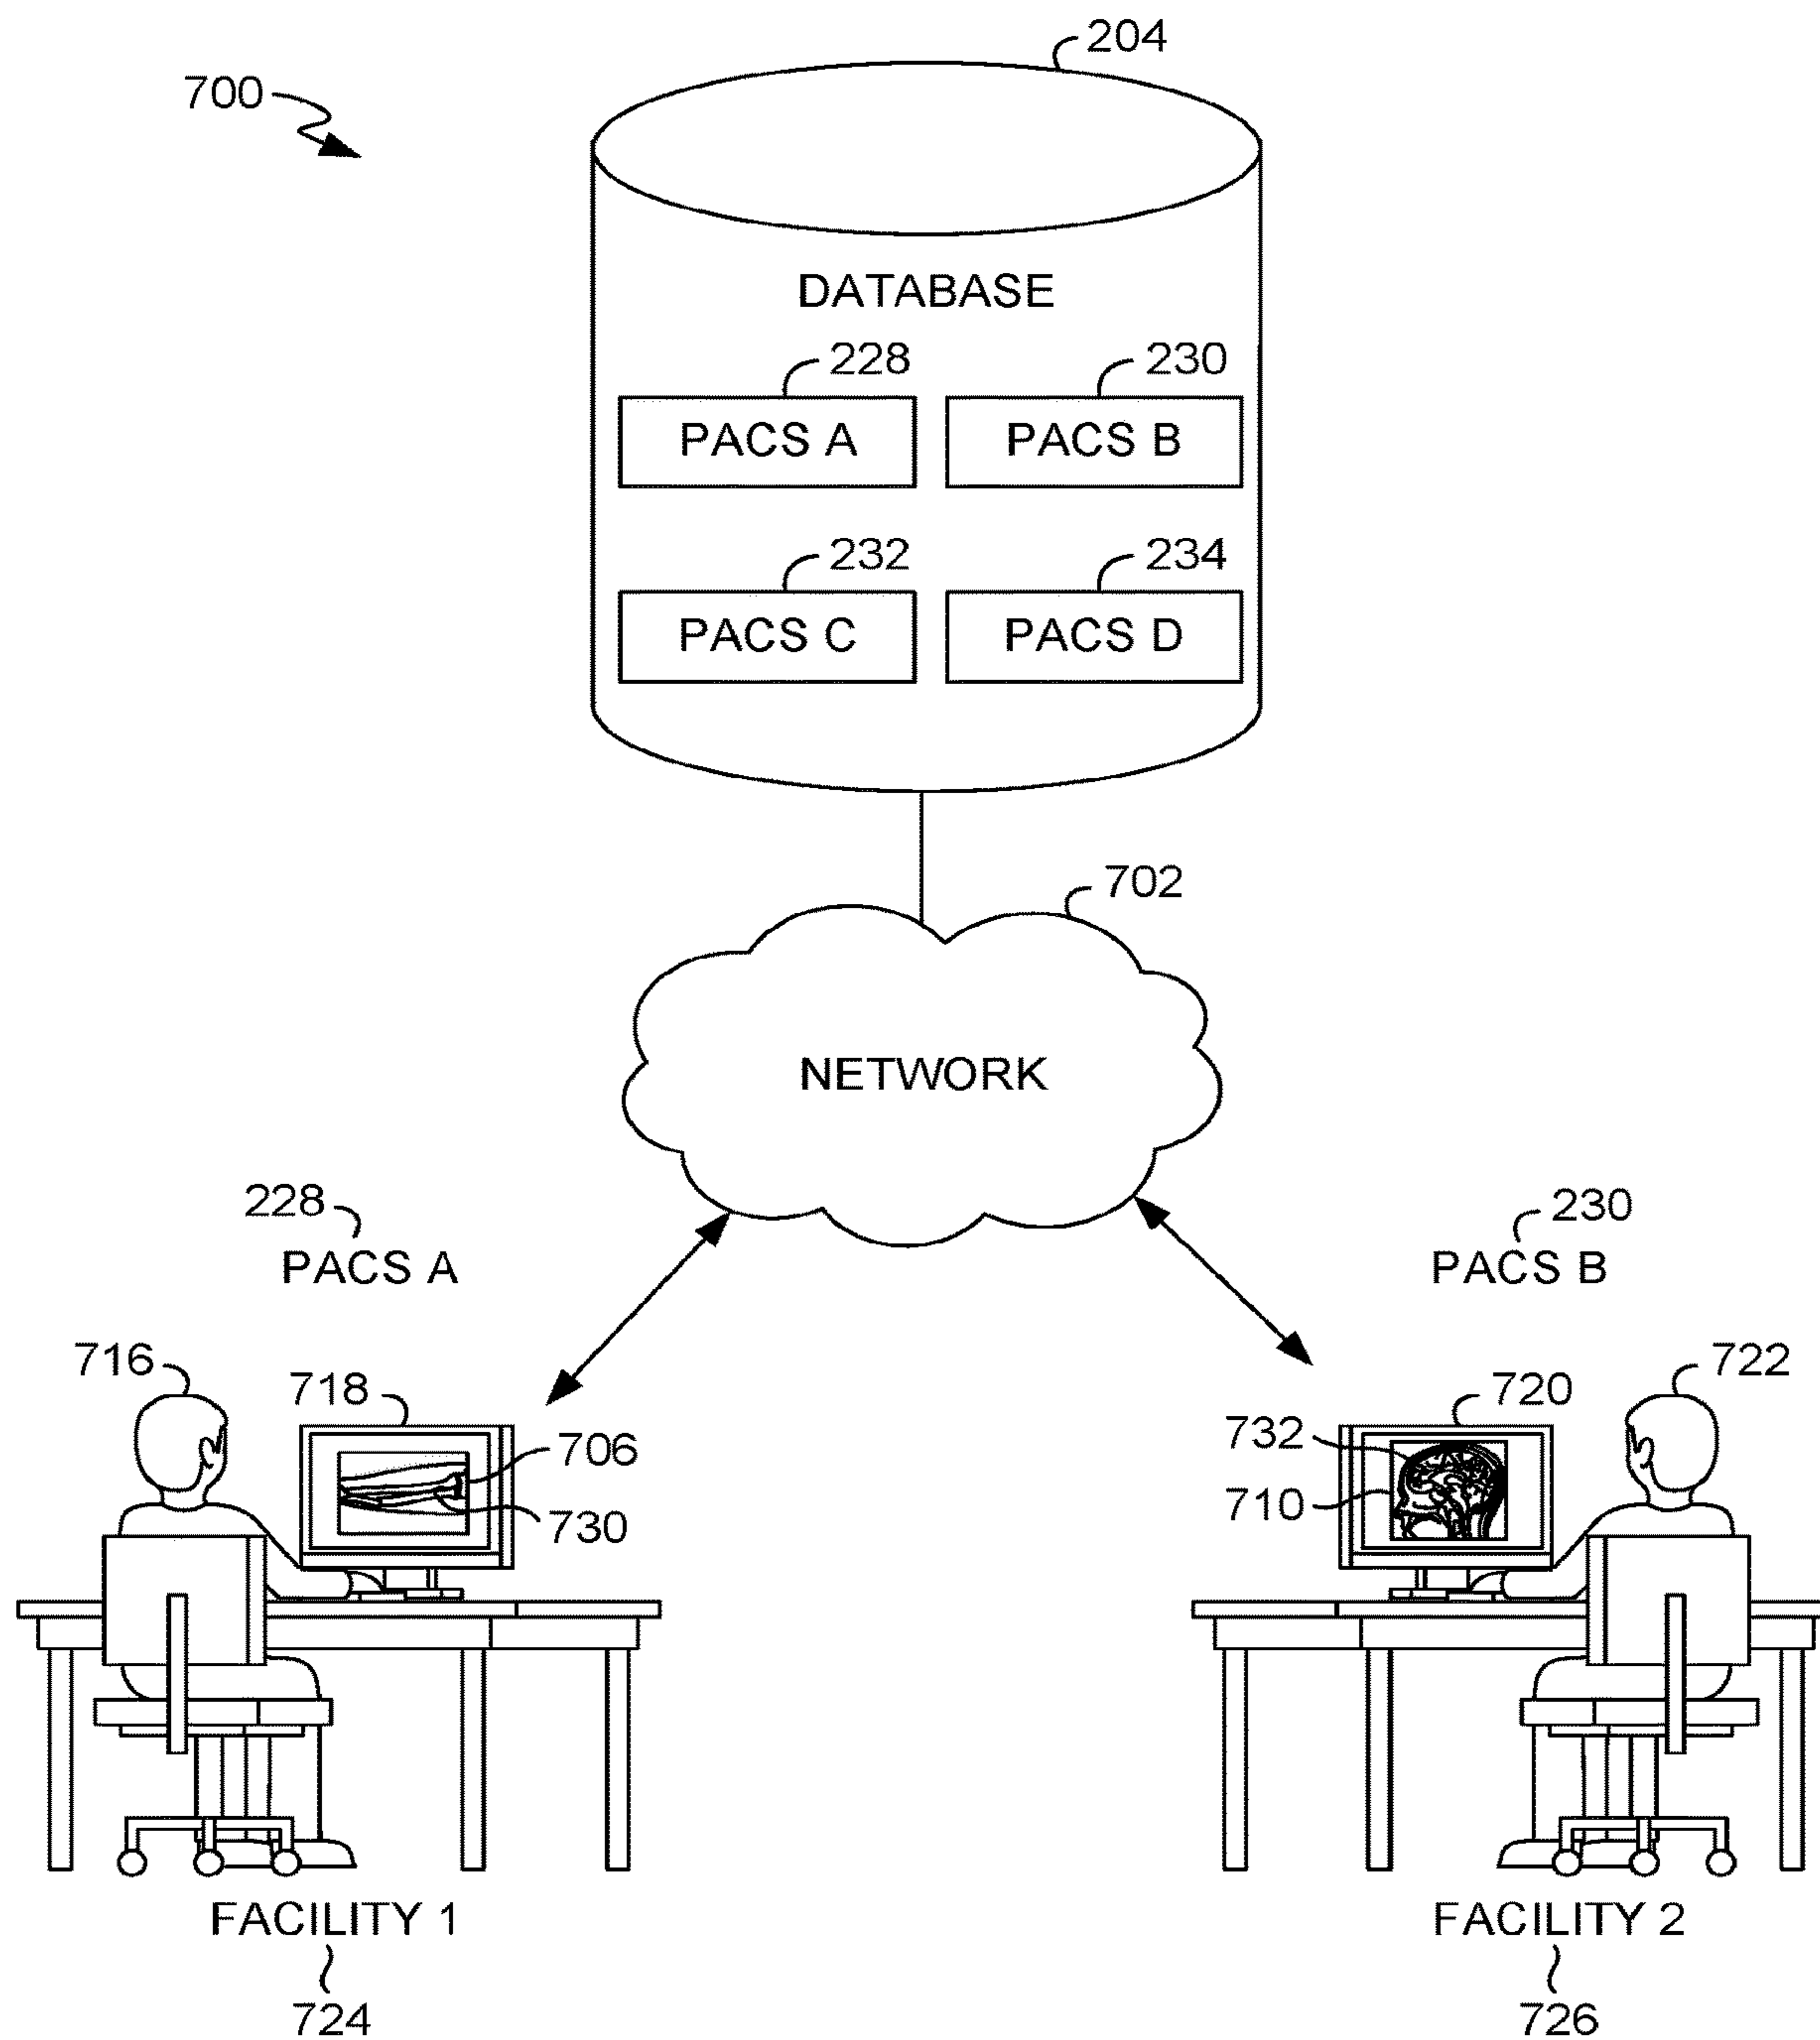 204
700
DATABASE
228
230
PACS A
PACS B
232
234
PACS C
PACS D
702
NETWORK
228
230
PACS A
PACS B
716
718
706
730
720
722
732
710
FACILITY 1
FACILITY 2
724
726